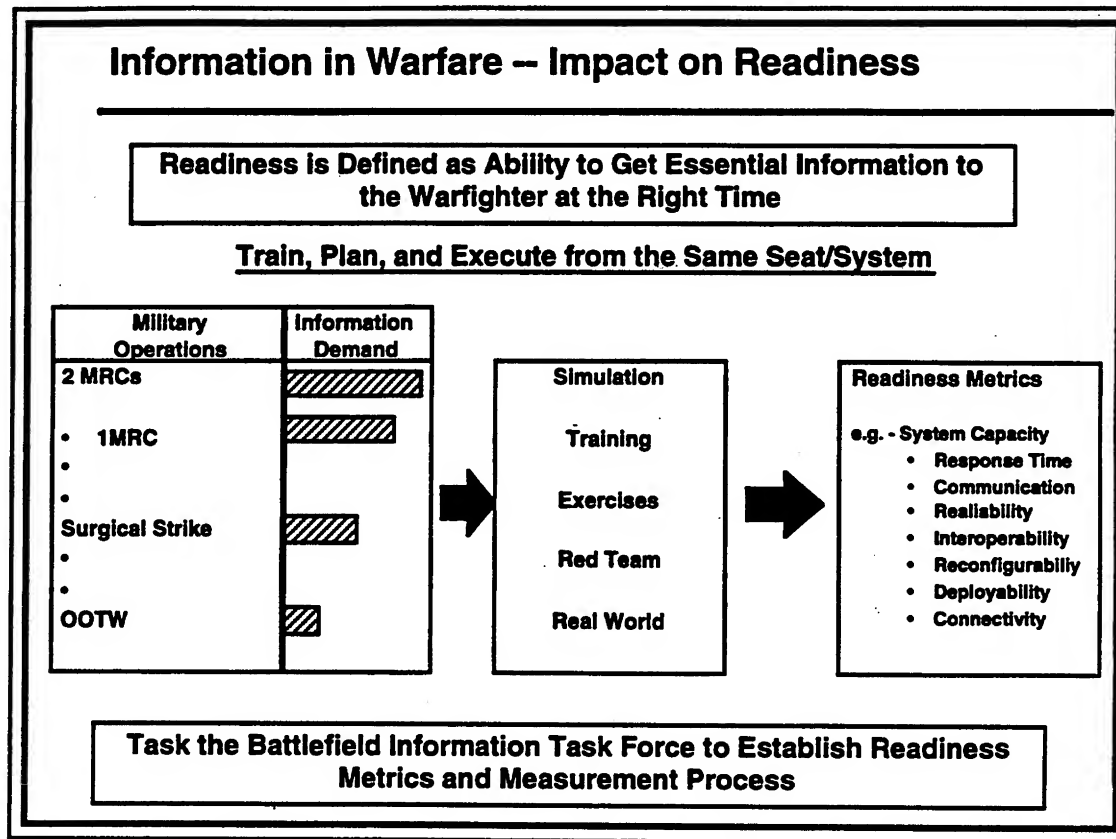 Information in Warfare -- Impact on Readiness
Readiness is Defined as Ability to Get Essential Information to
the Warfighter at the Right Time
Train, Plan, and Execute from the Same Seat/System
Military
Operations
Information
Demand
2 MRCs
• 1MRC
•
•
Surgical Strike
•
•
OOTW
Simulation
Training
Exercises
Red Team
Real World
Readiness Metrics
e.g. - System Capacity
• Response Time
• Communication
• Realiability
• Interoperability
• Reconfigurabiliy
• Deployability
• Connectivity
Task the Battlefield Information Task Force to Establish Readiness
Metrics and Measurement Process